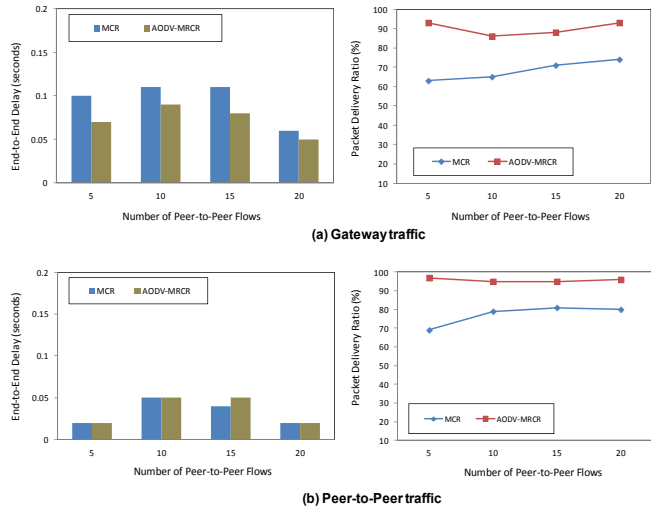 0.2
0.15
0.1
0.05
0
End-to-End Delay (seconds)
MCR
AODV-MRCR
5 10 15 20
Number of Peer-to-Peer Flows
100
90
80
70
60
50
40
30
20
10
Packet Delivery Ratio (%)
MCR
AODV-MRCR
5 10 15 20
Number of Peer-to-Peer Flows
(a) Gateway traffic
0.2
0.15
0.1
0.05
0
End-to-End Delay (seconds)
MCR
AODV-MRCR
5 10 15 20
Number of Peer-to-Peer Flows
100
90
80
70
60
50
40
30
20
10
Packet Delivery Ratio (%)
MCR
AODV-MRCR
5 10 15 20
Number of Peer-to-Peer Flows
(b) Peer-to-Peer traffic